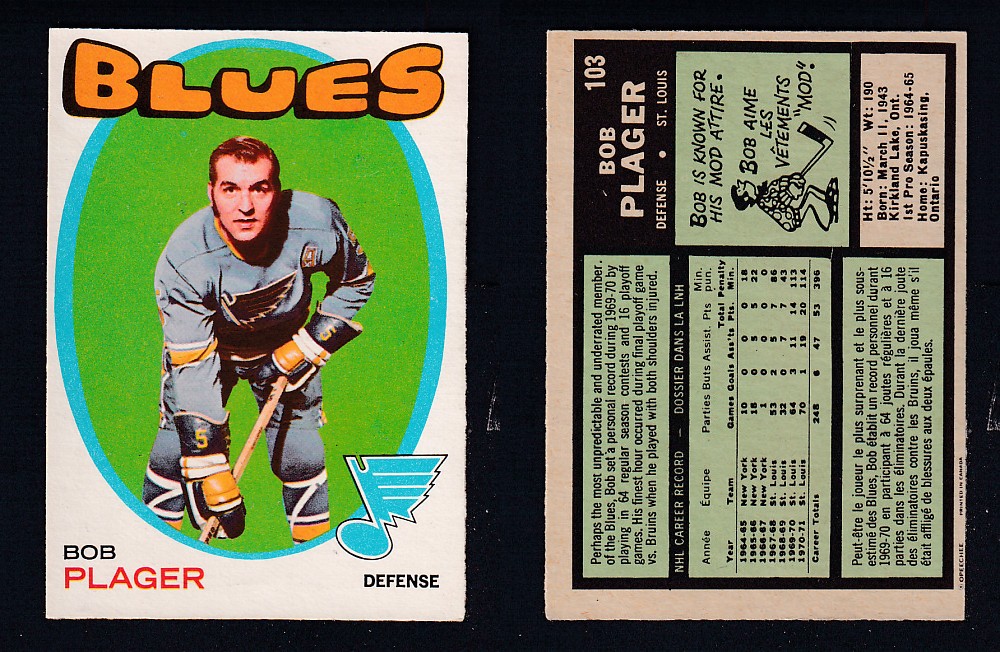 BLUES
5
5
BOB
PLAGER
DEFENSE
103
BOB
PLAGER
DEFENSE • ST. LOUIS
BOB IS KNOWN FOR
HIS MOD ATTIRE.
BOB AIME
LES
VÊTEMENTS
"MOD".
Ht: 5'10½" Wt: 190
Born: March 11, 1943
Kirkland Lake, Ont.
1st Pro Season: 1964-65
Home: Kapuskasing,
Ontario
Perhaps the most unpredictable and underrated member.
of the Blues, Bob set a personal record during 1969-70 by
playing in 64 regular season contests and 16 playoff
games. His finest hour occurred during final playoff game
vs. Bruins when he played with both shoulders injured.
NHL CAREER RECORD — DOSSIER DANS LA LNH
Année Équipe Parties Buts Assist. Pts Min. pun.
Year Team Games Goals Ass'ts Total Pts. Penalty Min.
1964-65 New York 10 0 0 0 18
1965-66 New York 18 0 5 5 22
1966-67 New York 1 0 0 0 0
1967-68 St. Louis 53 2 5 7 86
1968-69 St. Louis 32 0 7 7 43
1969-70 St. Louis 64 3 11 14 113
1970-71 St. Louis 70 1 19 20 114
Career Totals 248 6 47 53 396
Peut-être le joueur le plus surprenant et le plus sous-
estimé des Blues, Bob établit un record personnel durant
1969-70 en participant à 64 joutes régulières et à 16
parties dans les éliminatoires. Durant la dernière joute
des éliminatoires contre les Bruins, il joua même s'il
était affligé de blessures aux deux épaules.
© OPEECHEE PRINTED IN CANADA